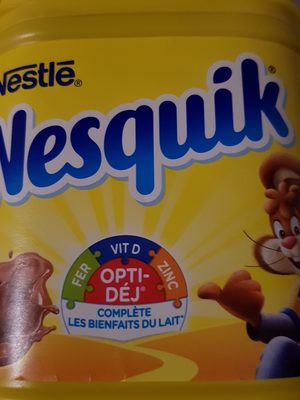 Nestlé®
Nesquik®
FER
VIT D
ZINC
OPTI-
DÉJ®
COMPLÈTE
LES BIENFAITS DU LAIT